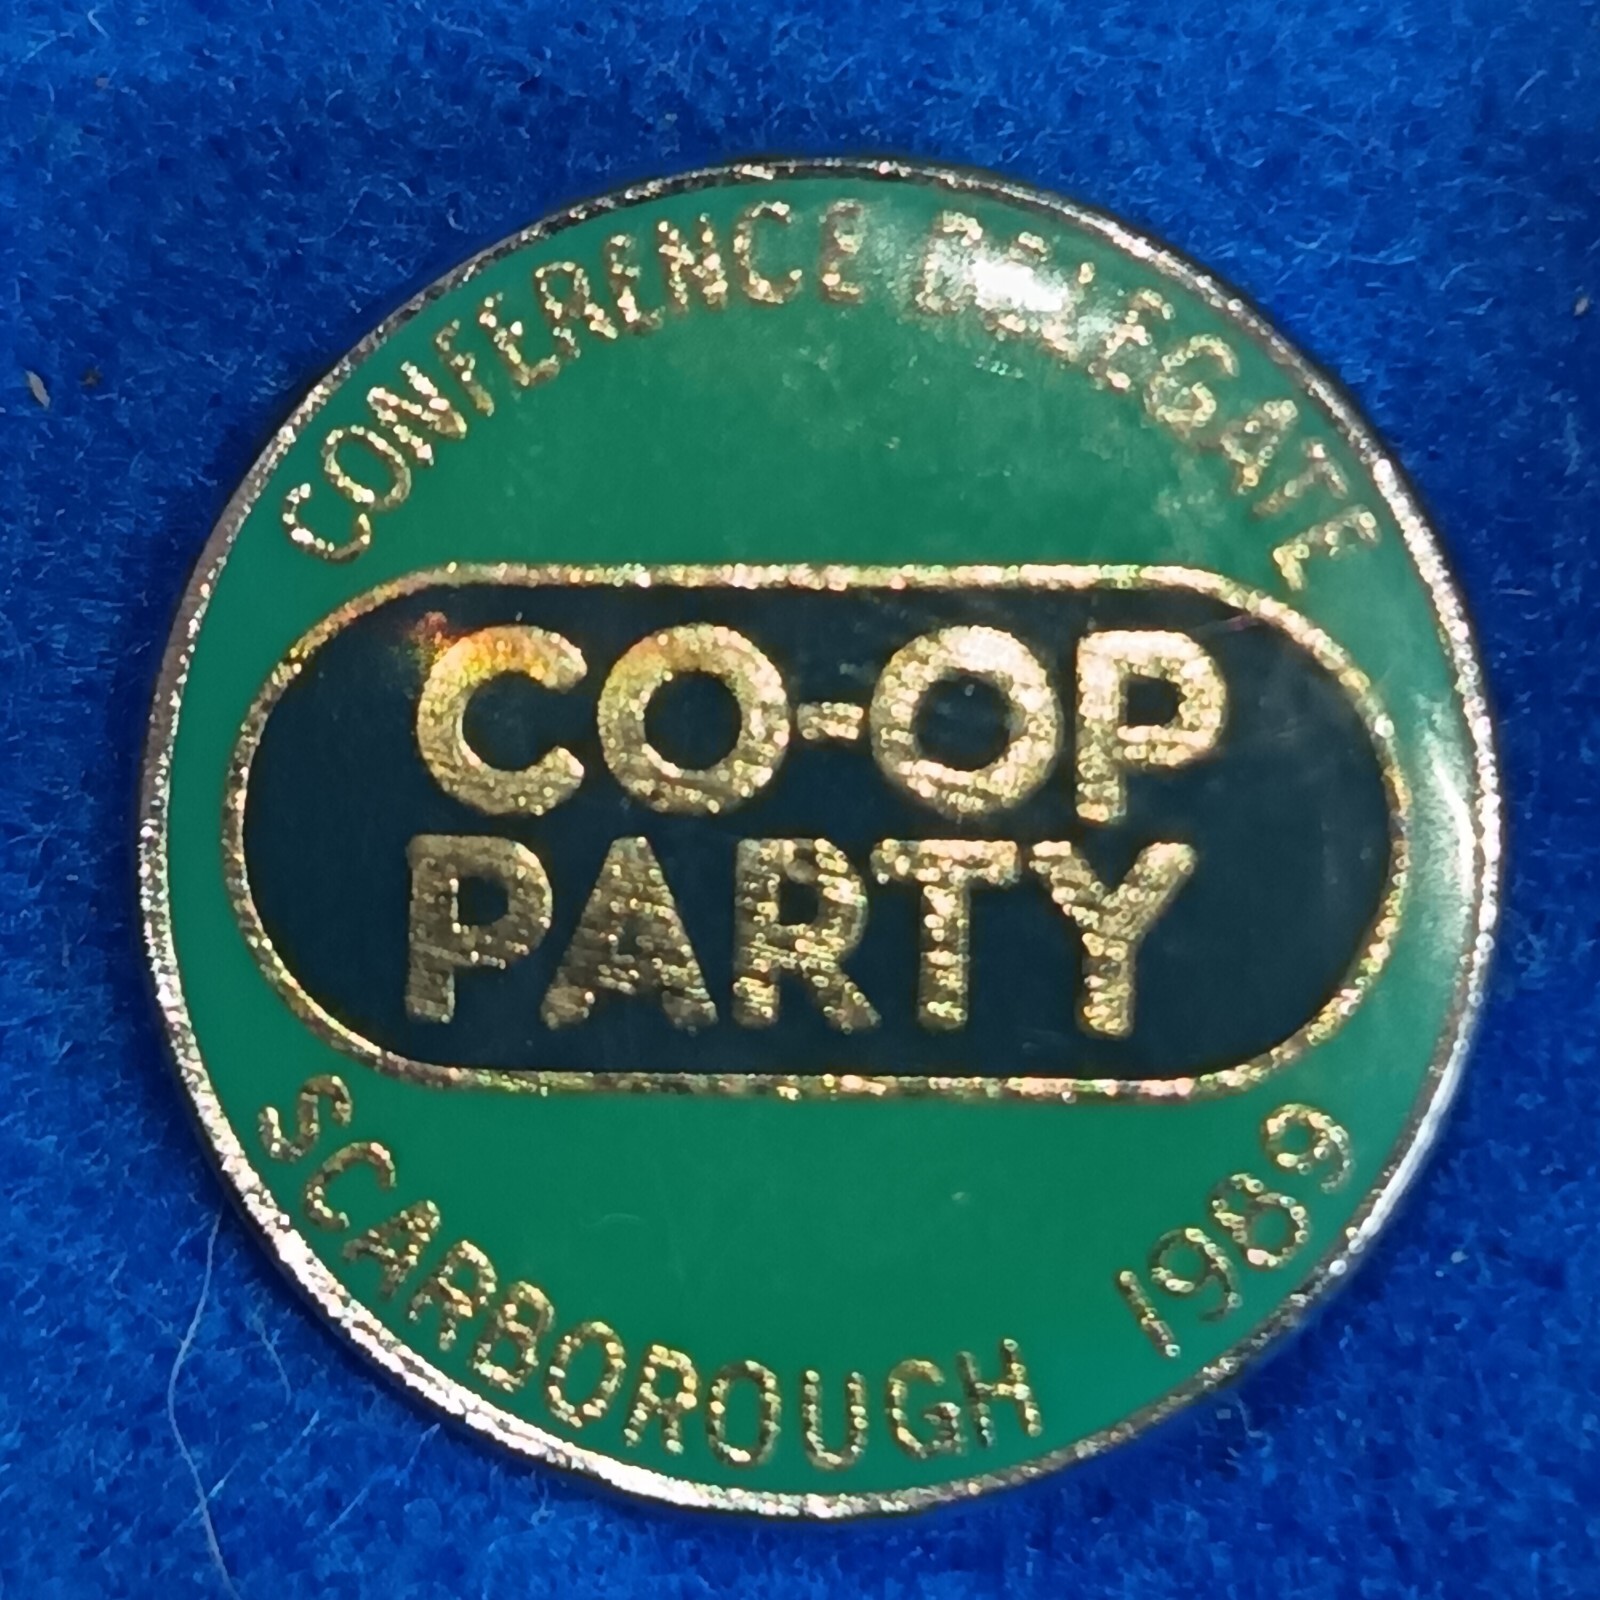 CONFERENCE DELEGATE
CO-OP
PARTY
SCARBOROUGH 1989